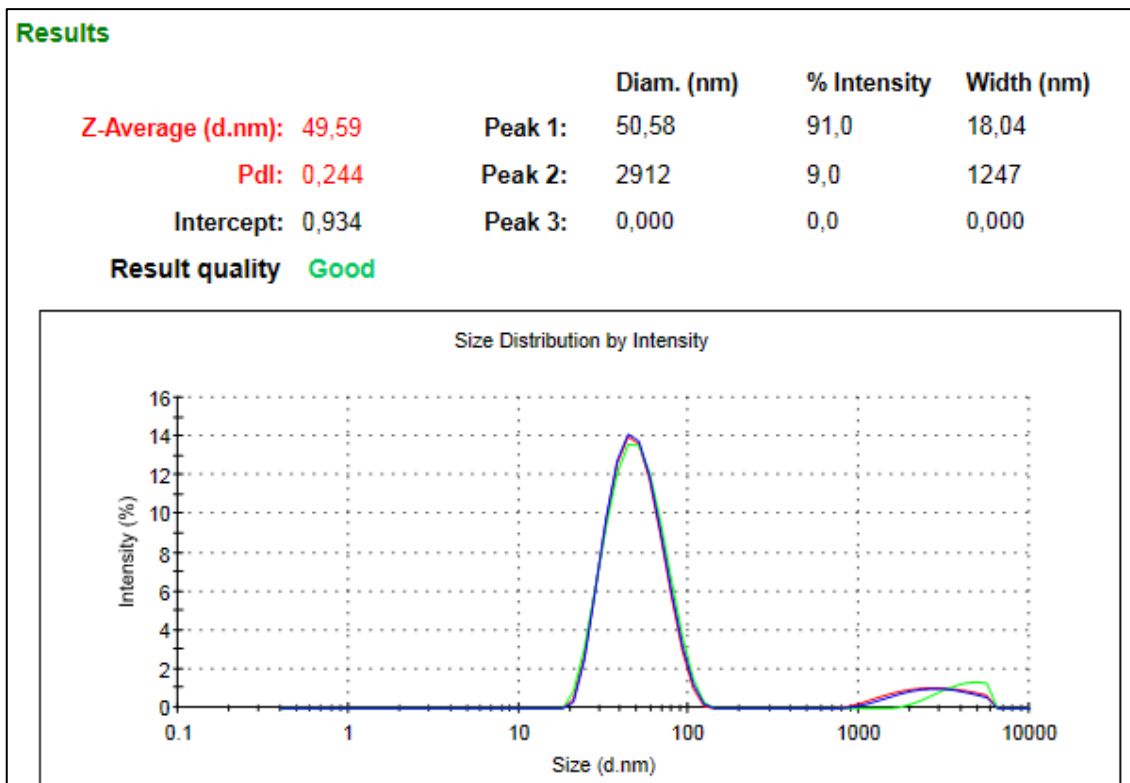 Results
Diam. (nm) % Intensity Width (nm)
Z-Average (d.nm): 49,59 Peak 1: 50,58 91,0 18,04
PdI: 0,244 Peak 2: 2912 9,0 1247
Intercept: 0,934 Peak 3: 0,000 0,0 0,000
Result quality Good
Size Distribution by Intensity
Intensity (%)
16
14
12
10
8
6
4
2
0
0.1 1 10 100 1000 10000
Size (d.nm)